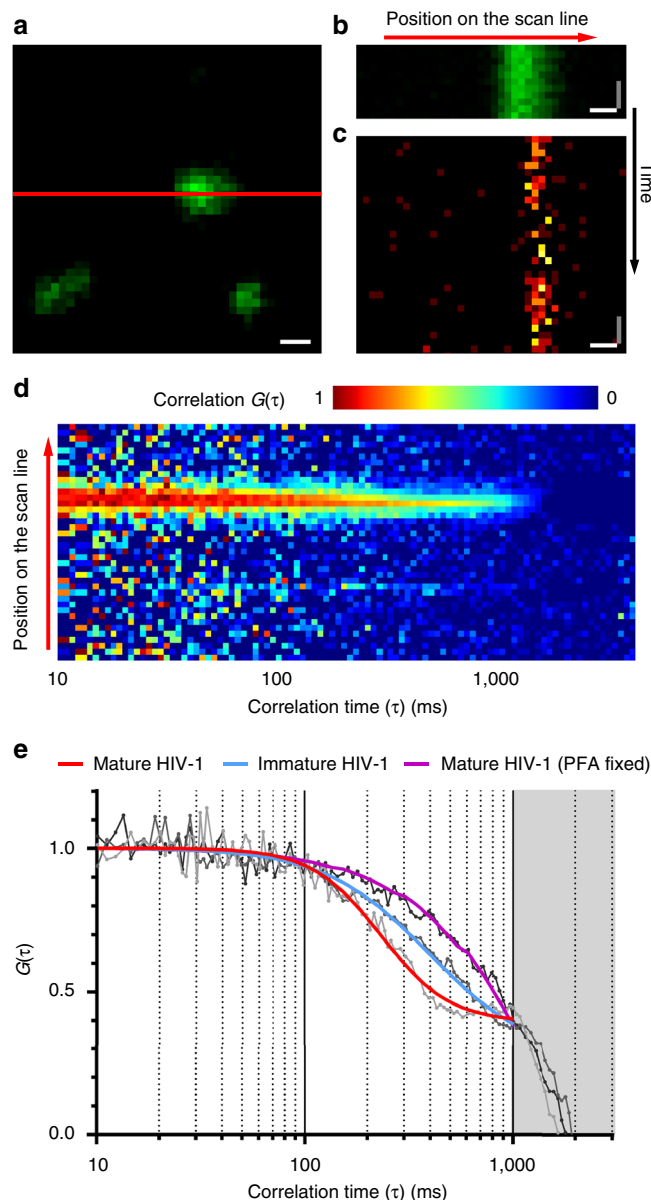 a
b
Position on the scan line
c
Time
d
Correlation G(τ)
1
0
Position on the scan line
10
100
1,000
Correlation time (τ) (ms)
e
Mature HIV-1
Immature HIV-1
Mature HIV-1 (PFA fixed)
1.0
0.5
0.0
G(τ)
10
100
1,000
Correlation time (τ) (ms)